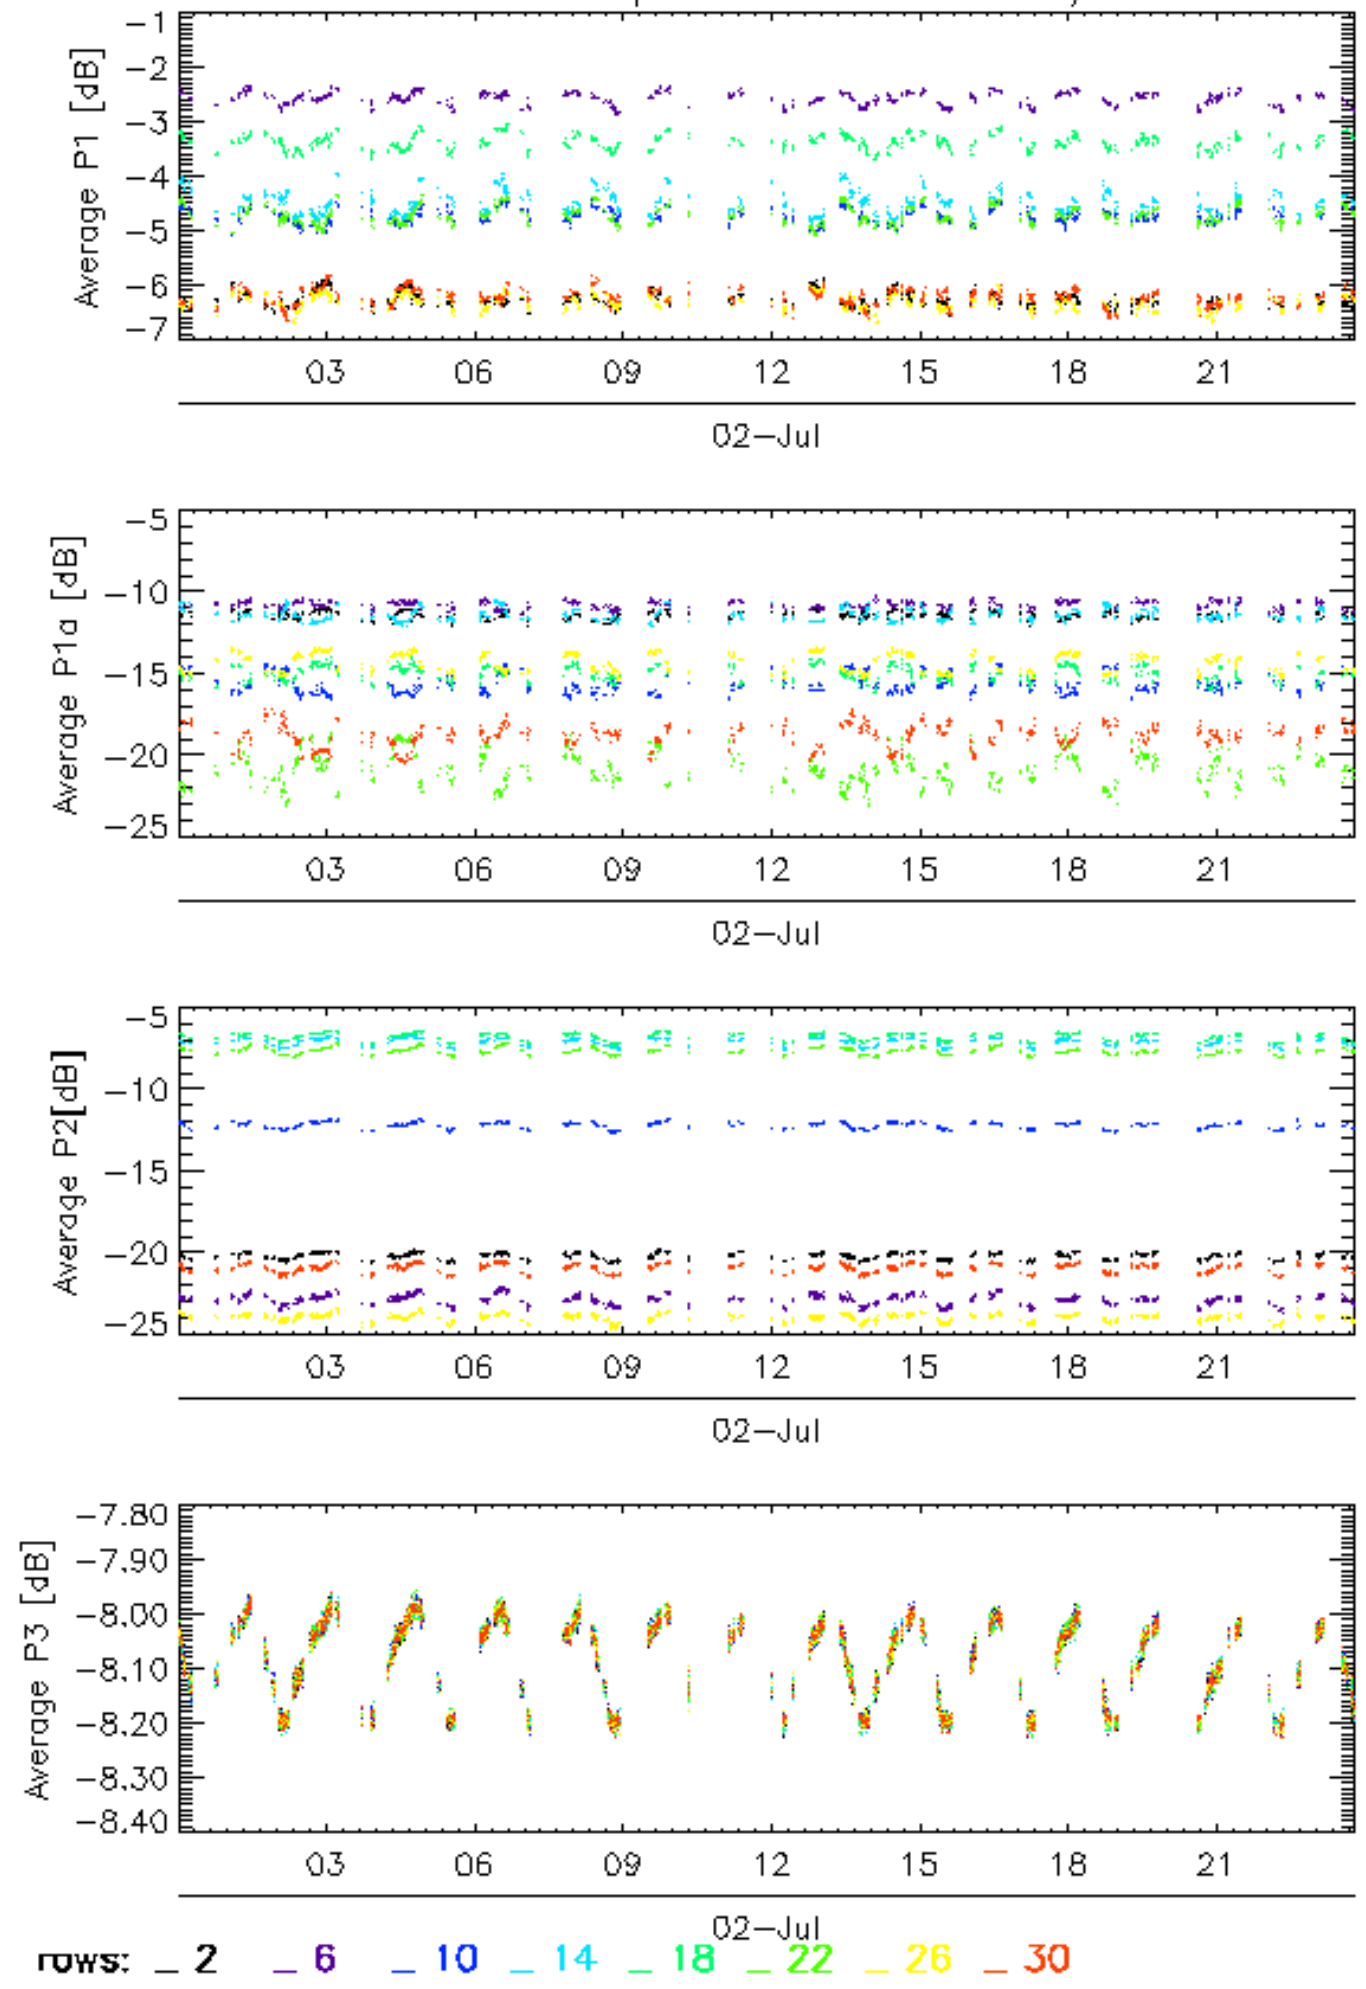 Average P1 [dB]
−1
−2
−3
−4
−5
−6
−7
03 06 09 12 15 18 21
02−Jul
Average P1a [dB]
−5
−10
−15
−20
−25
03 06 09 12 15 18 21
02−Jul
Average P2[dB]
−5
−10
−15
−20
−25
03 06 09 12 15 18 21
02−Jul
Average P3 [dB]
−7.80
−7.90
−8.00
−8.10
−8.20
−8.30
−8.40
03 06 09 12 15 18 21
02−Jul
rows: _ 2 _ 6 _ 10 _ 14 _ 18 _ 22 _ 26 _ 30